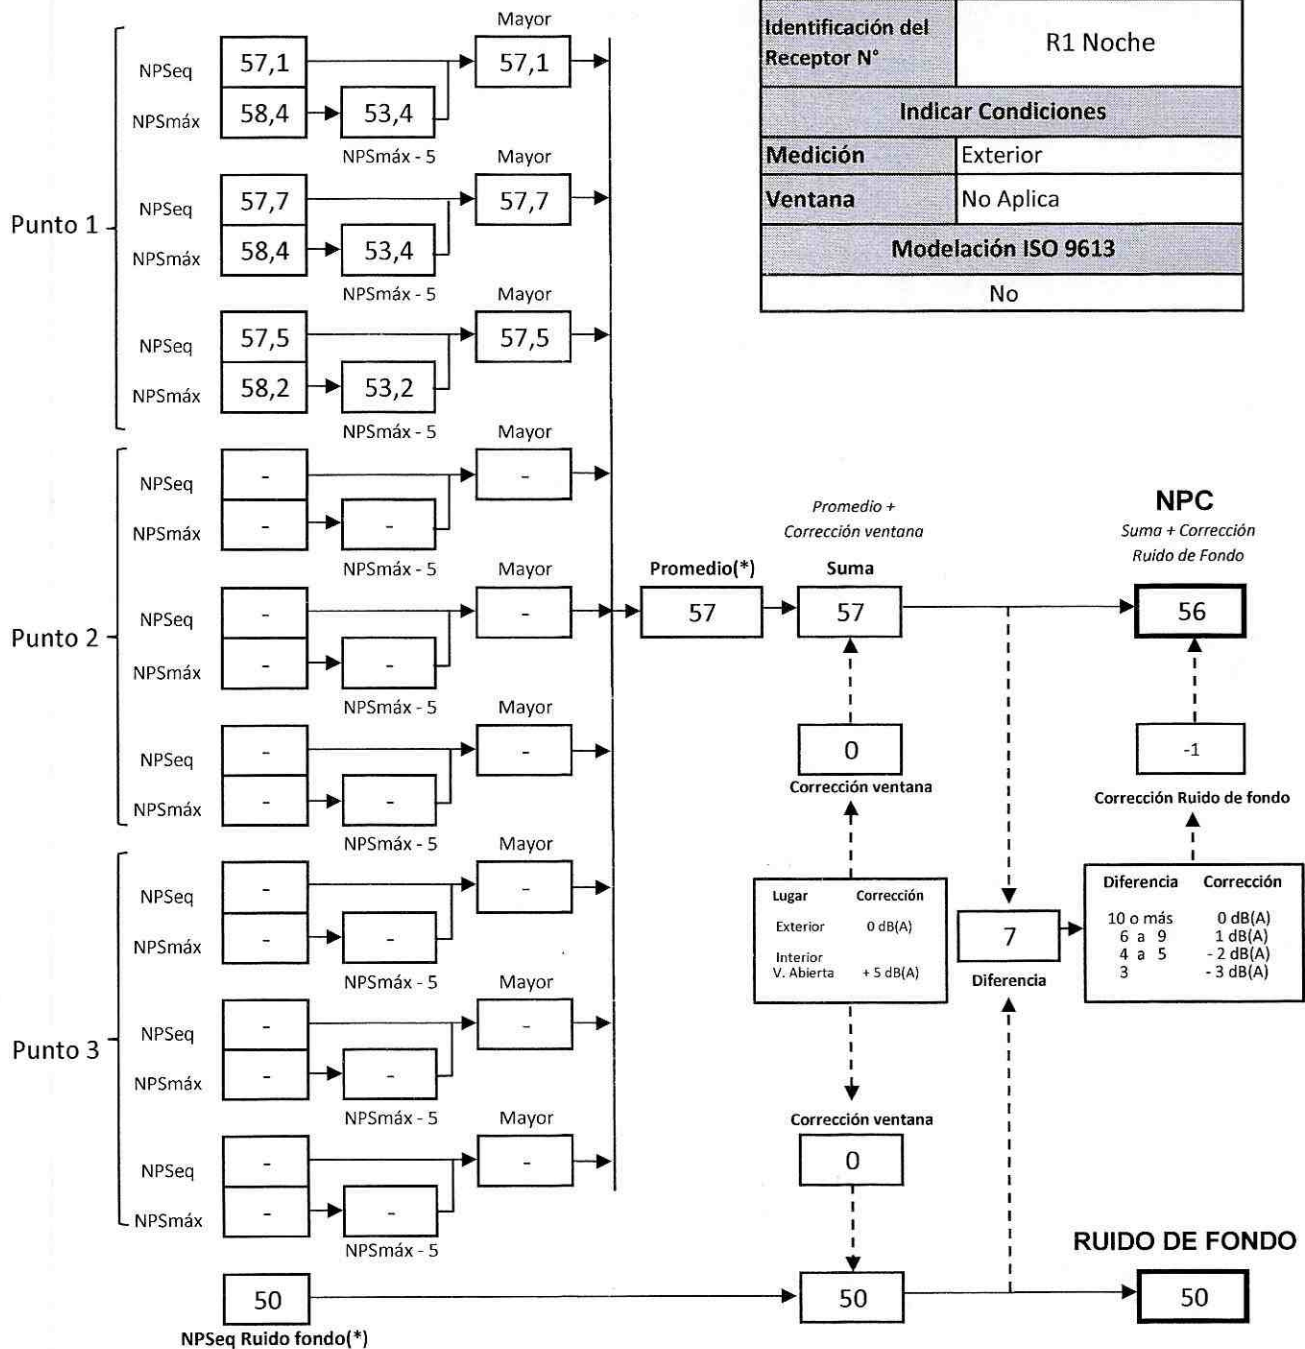 Identificación del
Receptor N°
R1 Noche
Indicar Condiciones
Medición
Exterior
Ventana
No Aplica
Modelación ISO 9613
No
Punto 1
Mayor
NPSeq
57,1
57,1
NPSmáx
58,4
53,4
NPSmáx - 5
Mayor
NPSeq
57,7
57,7
NPSmáx
58,4
53,4
NPSmáx - 5
Mayor
NPSeq
57,5
57,5
NPSmáx
58,2
53,2
NPSmáx - 5
Punto 2
Mayor
NPSeq
-
-
NPSmáx
-
-
NPSmáx - 5
Mayor
NPSeq
-
-
NPSmáx
-
-
NPSmáx - 5
Mayor
NPSeq
-
-
NPSmáx
-
-
NPSmáx - 5
Punto 3
Mayor
NPSeq
-
-
NPSmáx
-
-
NPSmáx - 5
Mayor
NPSeq
-
-
NPSmáx
-
-
NPSmáx - 5
Mayor
NPSeq
-
-
NPSmáx
-
-
NPSmáx - 5
50
NPSeq Ruido fondo(*)
Promedio(*)
57
Promedio +
Corrección ventana
Suma
57
0
Corrección ventana
Lugar Corrección
Exterior 0 dB(A)
Interior
V. Abierta + 5 dB(A)
Corrección ventana
0
50
7
Diferencia
NPC
Suma + Corrección
Ruido de Fondo
56
-1
Corrección Ruido de fondo
Diferencia Corrección
10 o más 0 dB(A)
6 a 9 1 dB(A)
4 a 5 - 2 dB(A)
3 - 3 dB(A)
RUIDO DE FONDO
50